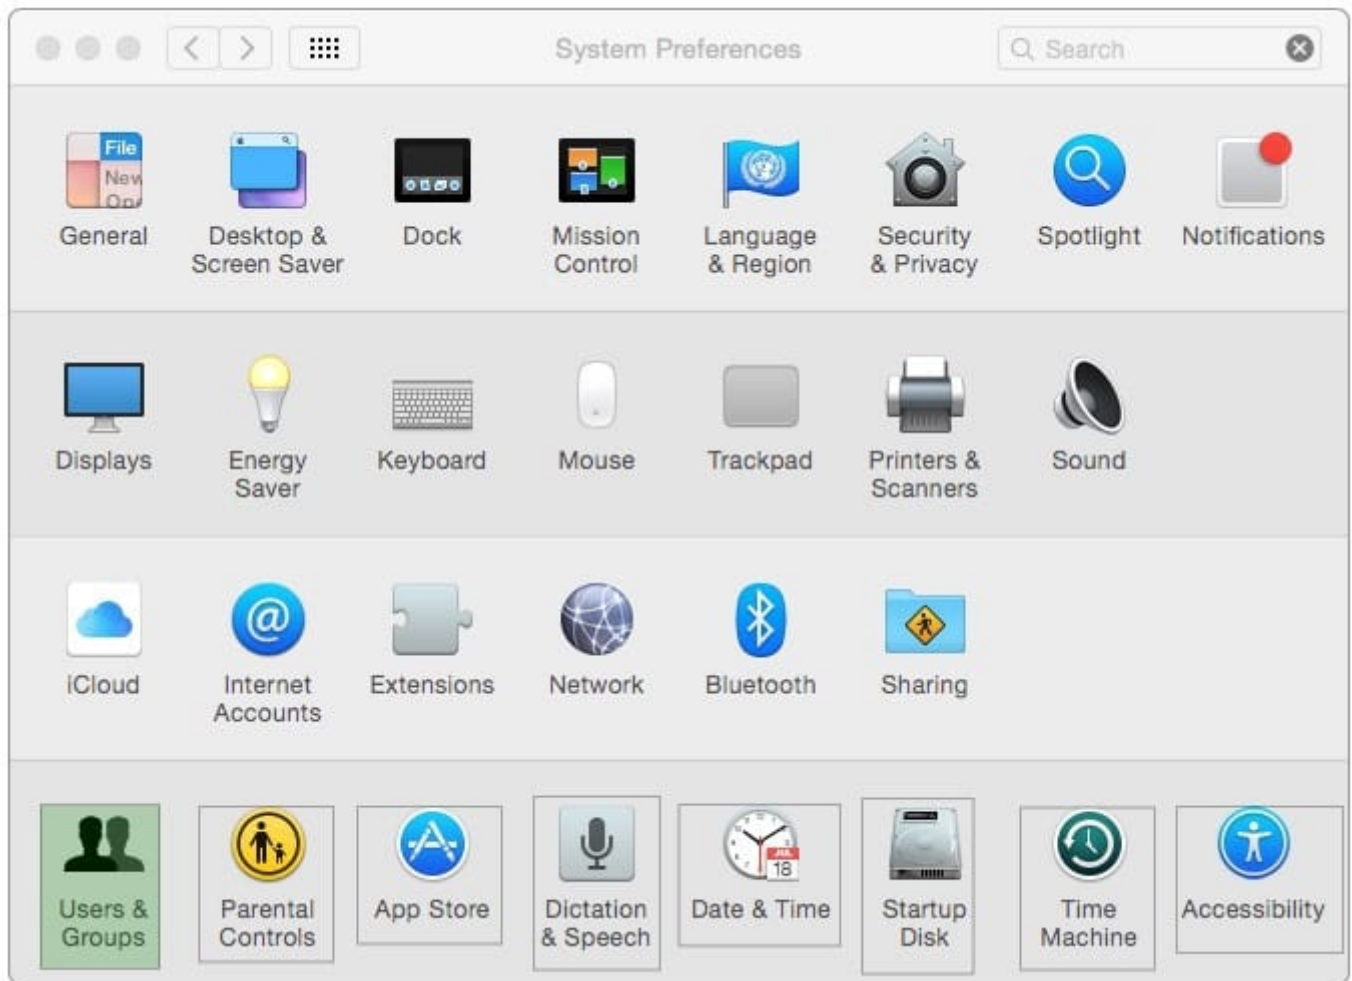 System Preferences
Search
File
New
Ope
General
Desktop &
Screen Saver
Dock
Mission
Control
Language
& Region
Security
& Privacy
Spotlight
Notifications
Displays
Energy
Saver
Keyboard
Mouse
Trackpad
Printers &
Scanners
Sound
iCloud
@
Internet
Accounts
Extensions
Network
Bluetooth
Sharing
JUL
18
Users &
Groups
Parental
Controls
App Store
Dictation
& Speech
Date & Time
Startup
Disk
Time
Machine
Accessibility